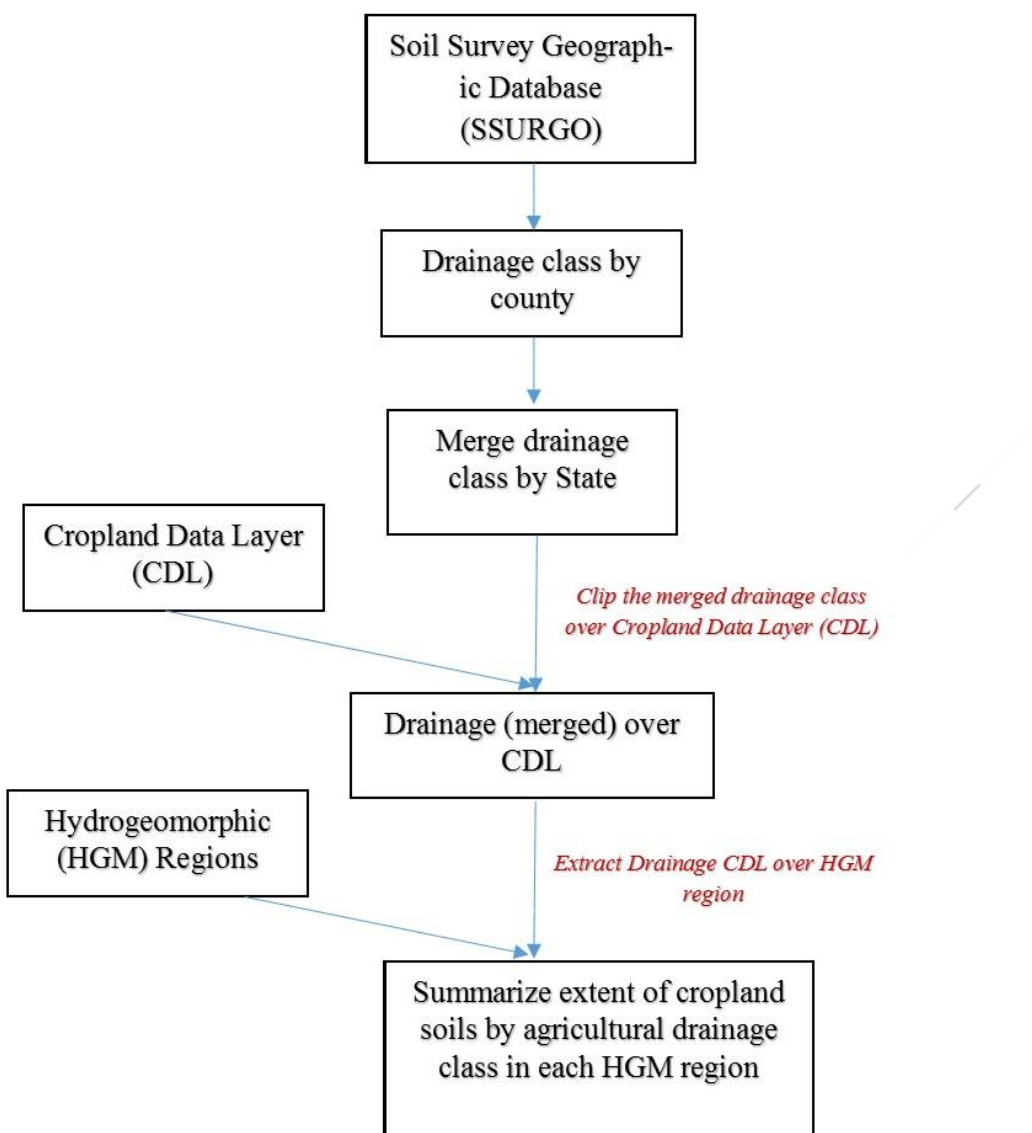 Soil Survey Geograph-
ic Database
(SSURGO)
Drainage class by
county
Merge drainage
class by State
Cropland Data Layer
(CDL)
Clip the merged drainage class
over Cropland Data Layer (CDL)
Drainage (merged) over
CDL
Hydrogeomorphic
(HGM) Regions
Extract Drainage CDL over HGM
region
Summarize extent of cropland
soils by agricultural drainage
class in each HGM region